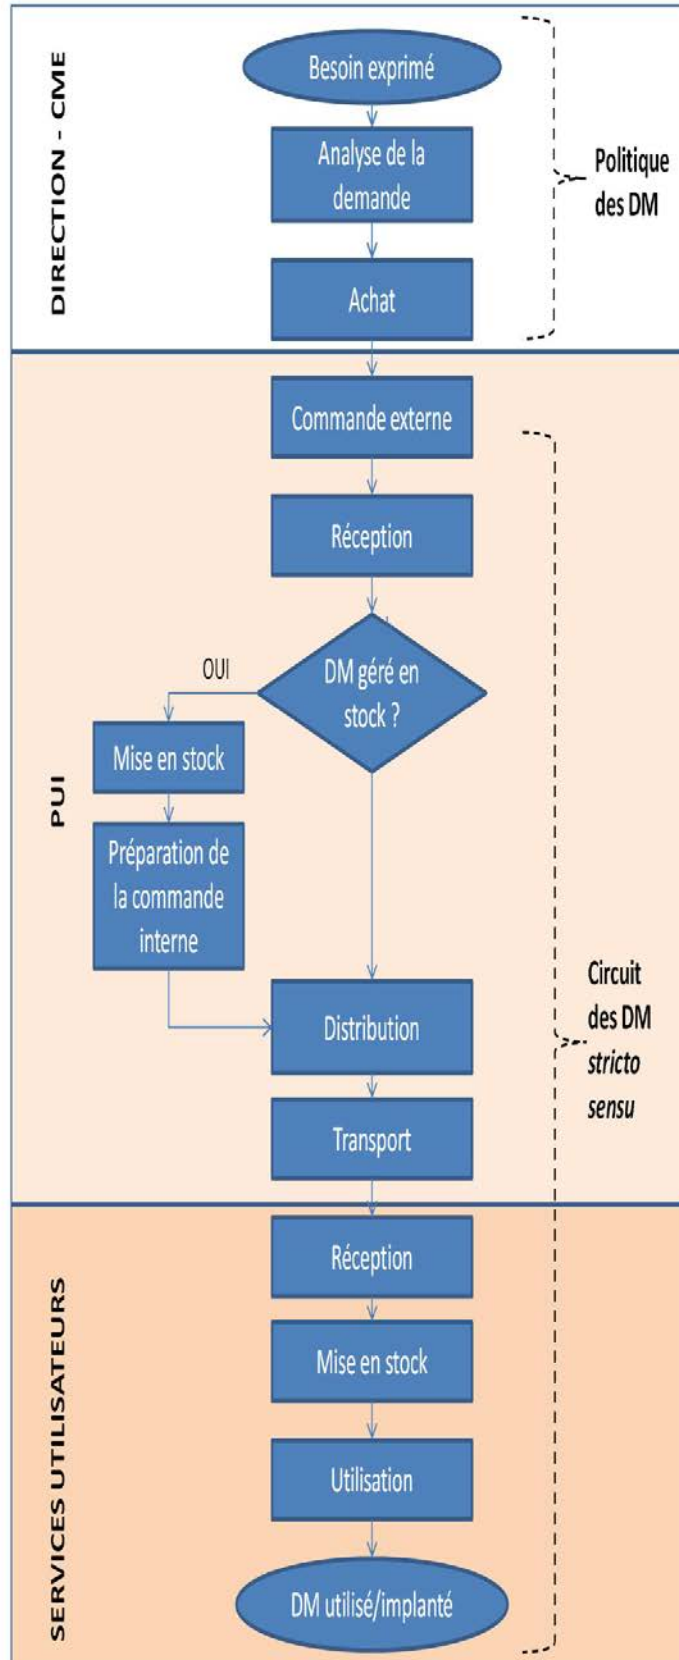 DIRECTION - CME
Besoin exprimé
Analyse de la
demande
Achat
Politique
des DM
PUI
Commande externe
Réception
DM géré en
stock ?
OUI
Mise en stock
Préparation de
la commande
interne
Distribution
Transport
Circuit
des DM
stricto
sensu
SERVICES UTILISATEURS
Réception
Mise en stock
Utilisation
DM utilisé/implanté